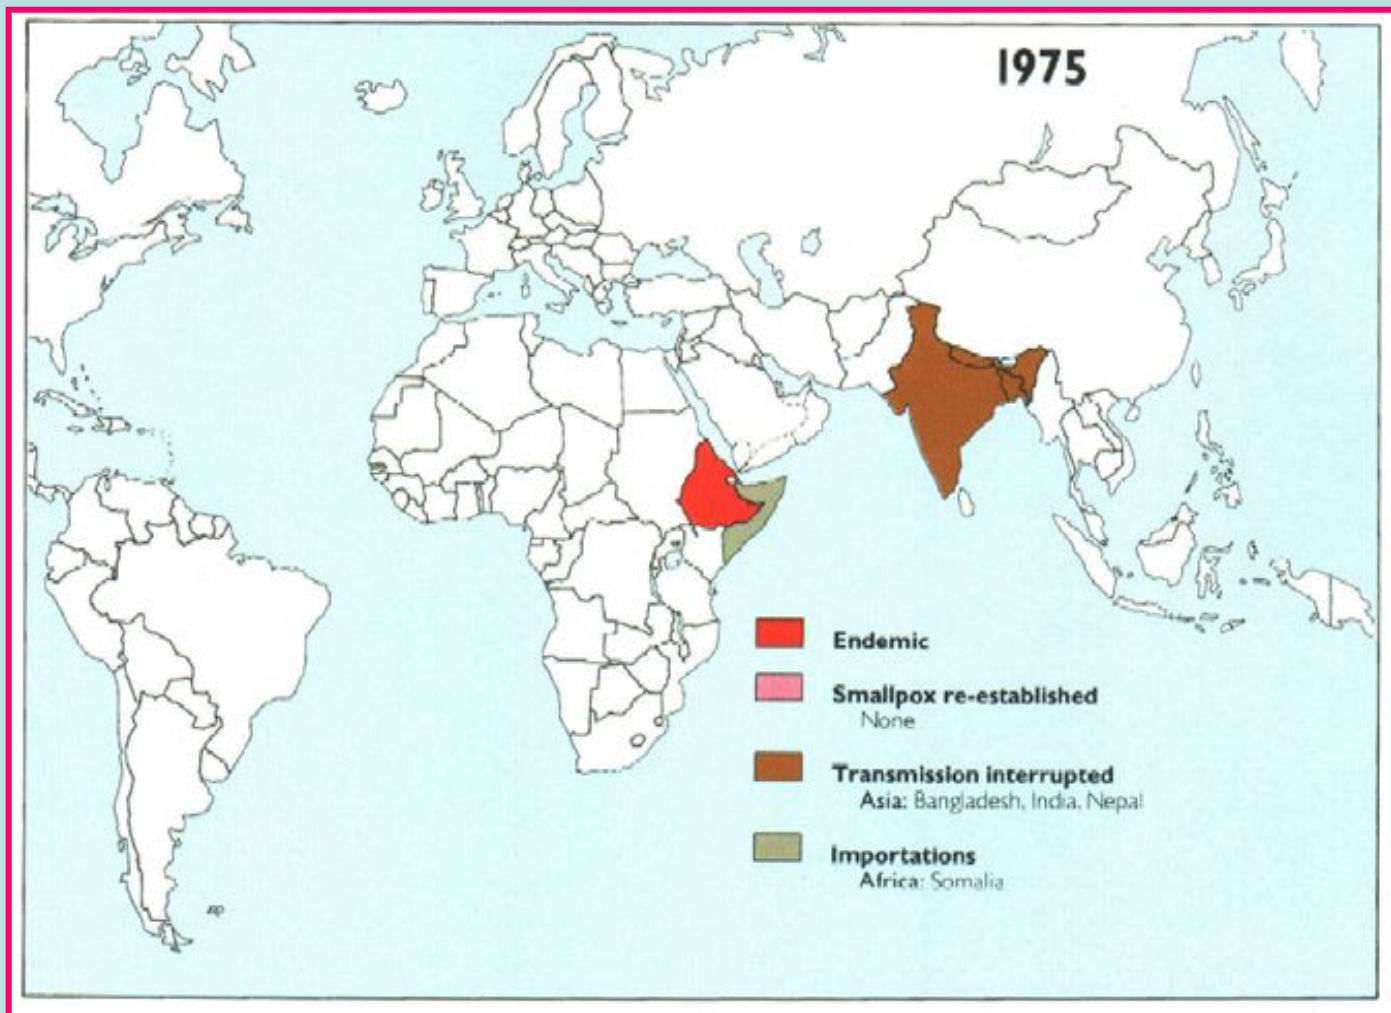 1975
Endemic
Smallpox re-established
None
Transmission interrupted
Asia: Bangladesh, India, Nepal
Importations
Africa: Somalia